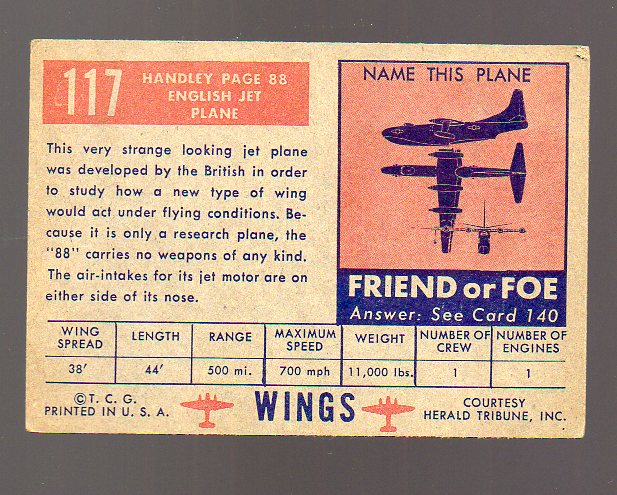 117
HANDLEY PAGE 88
ENGLISH JET
PLANE
This very strange looking jet plane
was developed by the British in order
to study how a new type of wing
would act under flying conditions. Be-
cause it is only a research plane, the
"88" carries no weapons of any kind.
The air-intakes for its jet motor are on
either side of its nose.
NAME THIS PLANE
FRIEND or FOE
Answer: See Card 140
WING SPREAD LENGTH RANGE MAXIMUM SPEED WEIGHT NUMBER OF CREW NUMBER OF ENGINES
38' 44' 500 mi. 700 mph 11,000 lbs. 1 1
© T. C. G.
PRINTED IN U. S. A.
WINGS
COURTESY
HERALD TRIBUNE, INC.